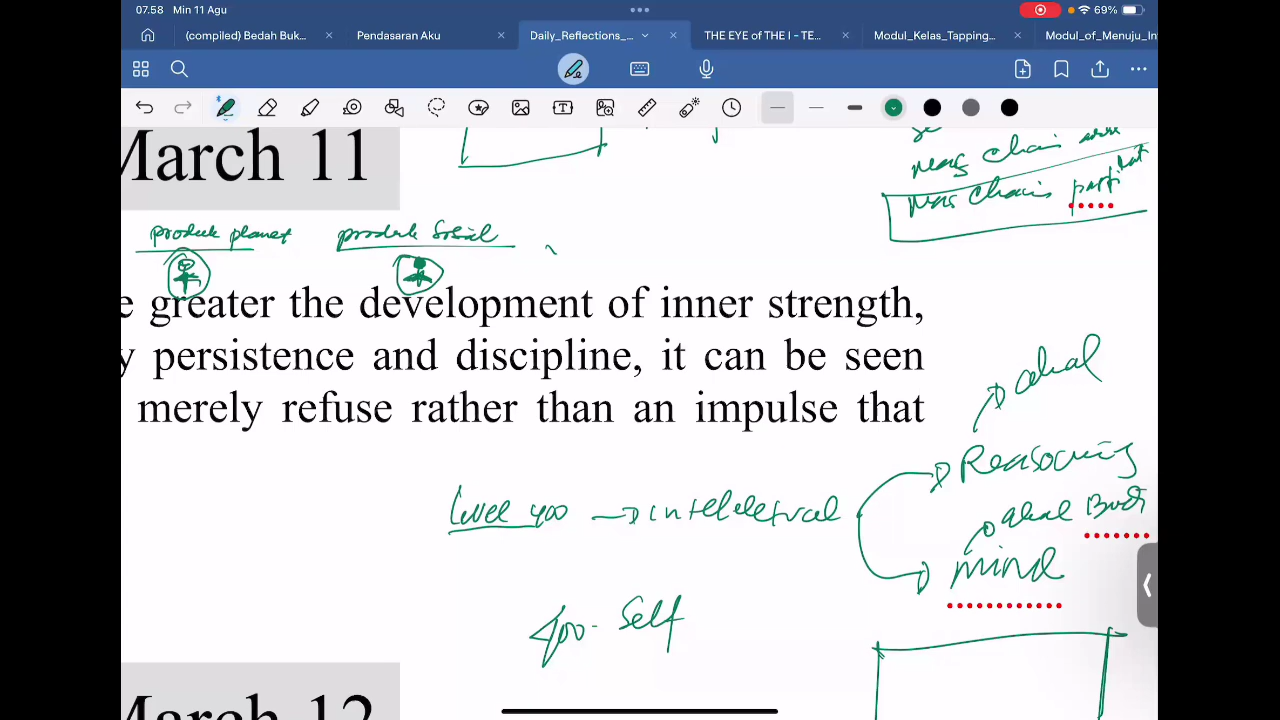 07.58 Min 11 Agu
69%
(compiled) Bedah Buk...
Pendasaran Aku
Daily_Reflections_...
THE EYE of THE I - TE...
Modul_Kelas_Tapping...
Modul_of_Menuju_In
March 11
produk planet
produk Sosial
e greater the development of inner strength,
y persistence and discipline, it can be seen
merely refuse rather than an impulse that
akal
Reasoning
level 400 → intelektual
akal Budi
mind
400- Self
March 12